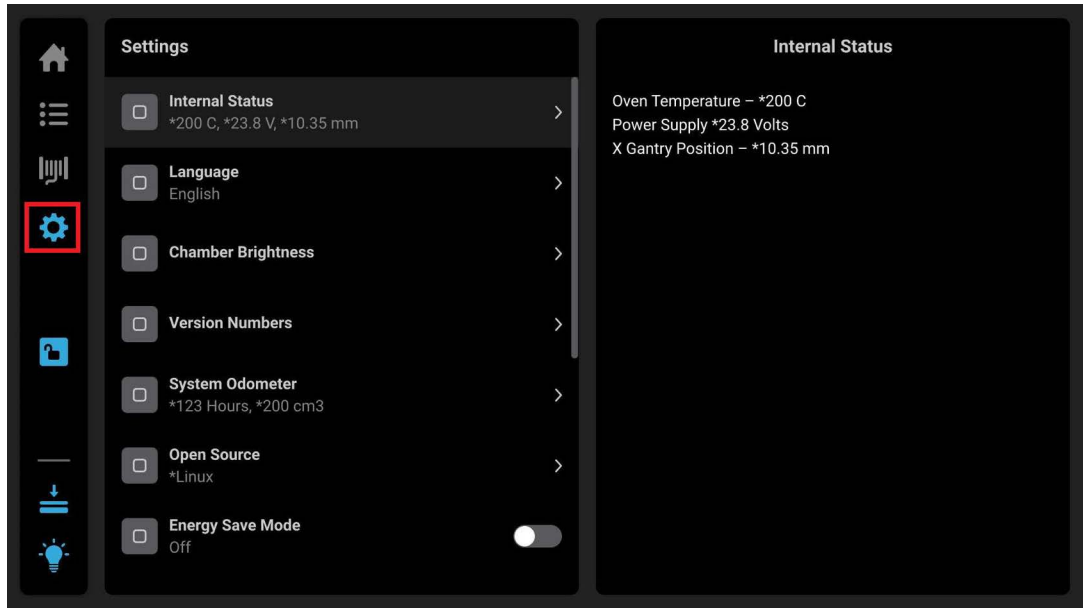 Settings
Internal Status
*200 C, *23.8 V, *10.35 mm
Language
English
Chamber Brightness
Version Numbers
System Odometer
*123 Hours, *200 cm3
Open Source
*Linux
Energy Save Mode
Off
Internal Status
Oven Temperature – *200 C
Power Supply *23.8 Volts
X Gantry Position – *10.35 mm